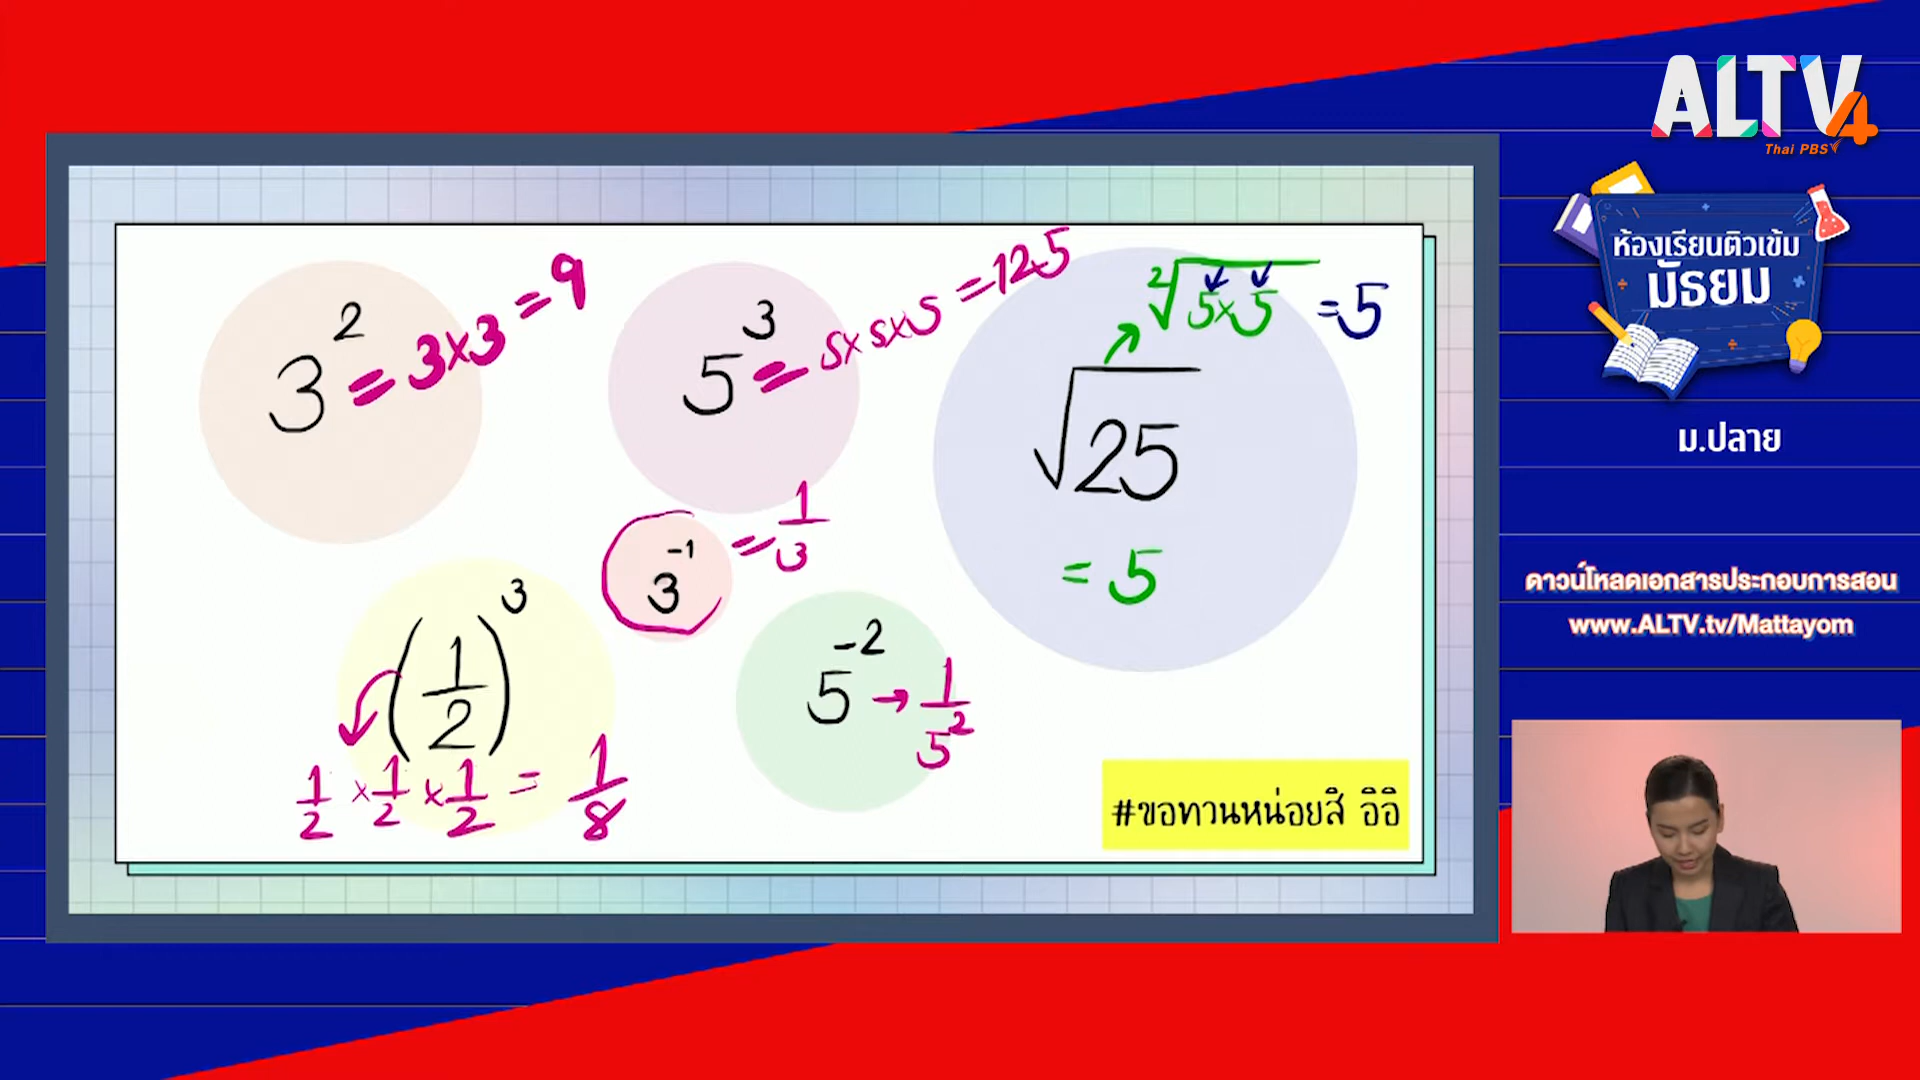 ALTV4
Thai PBS
ห้องเรียนติวเข้ม
มัธยม
ม.ปลาย
ดาวน์โหลดเอกสารประกอบการสอน
www.ALTV.tv/Mattayom
3² = 3×3 = 9
5³ = 5×5×5 = 125
²√5×5 = 5
√25
= 5
3⁻¹ = 1/3
(1/2)³
1/2 × 1/2 × 1/2 = 1/8
5⁻² → 1/5²
#ขอทานหน่อยสิ อิอิ